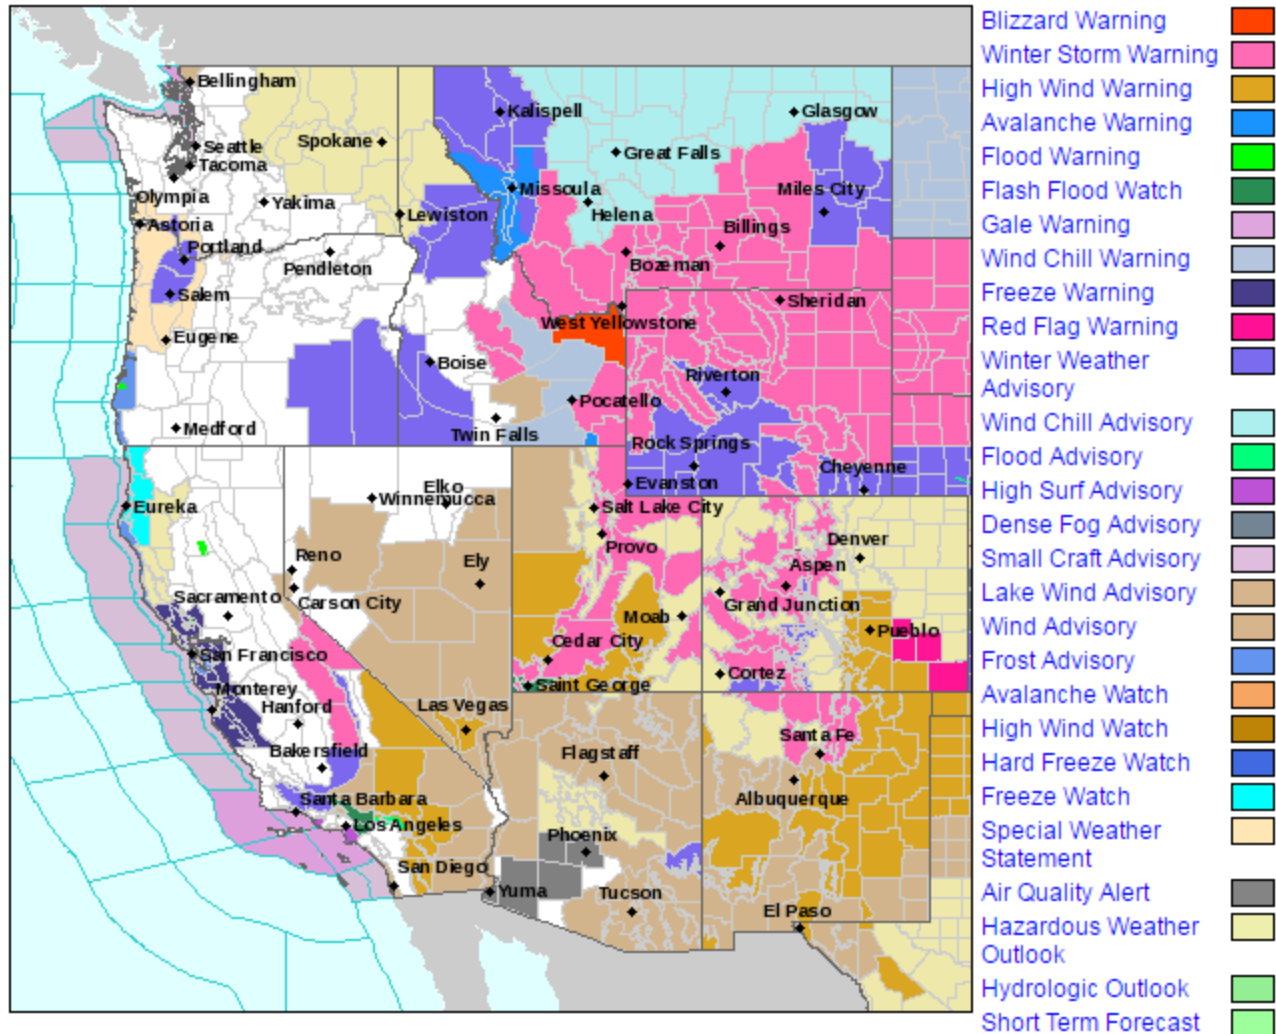 Bellingham
Kalispell
Glasgow
Seattle
Spokane
Great Falls
Tacoma
Olympia
Yakima
Missoula
Miles City
Lewiston
Helena
Astoria
Portland
Billings
Pendleton
Bozeman
Salem
Sheridan
West Yellowstone
Eugene
Boise
Riverton
Pocatello
Medford
Twin Falls
Rock Springs
Cheyenne
Evanston
Elko
Winnemucca
Eureka
Salt Lake City
Provo
Denver
Reno
Ely
Aspen
Sacramento
Carson City
Grand Junction
Moab
Pueblo
Cedar City
San Francisco
Cortez
Saint George
Monterey
Hanford
Las Vegas
Santa Fe
Bakersfield
Flagstaff
Santa Barbara
Albuquerque
Los Angeles
Phoenix
San Diego
Yuma
Tucson
El Paso
Blizzard Warning
Winter Storm Warning
High Wind Warning
Avalanche Warning
Flood Warning
Flash Flood Watch
Gale Warning
Wind Chill Warning
Freeze Warning
Red Flag Warning
Winter Weather
Advisory
Wind Chill Advisory
Flood Advisory
High Surf Advisory
Dense Fog Advisory
Small Craft Advisory
Lake Wind Advisory
Wind Advisory
Frost Advisory
Avalanche Watch
High Wind Watch
Hard Freeze Watch
Freeze Watch
Special Weather
Statement
Air Quality Alert
Hazardous Weather
Outlook
Hydrologic Outlook
Short Term Forecast